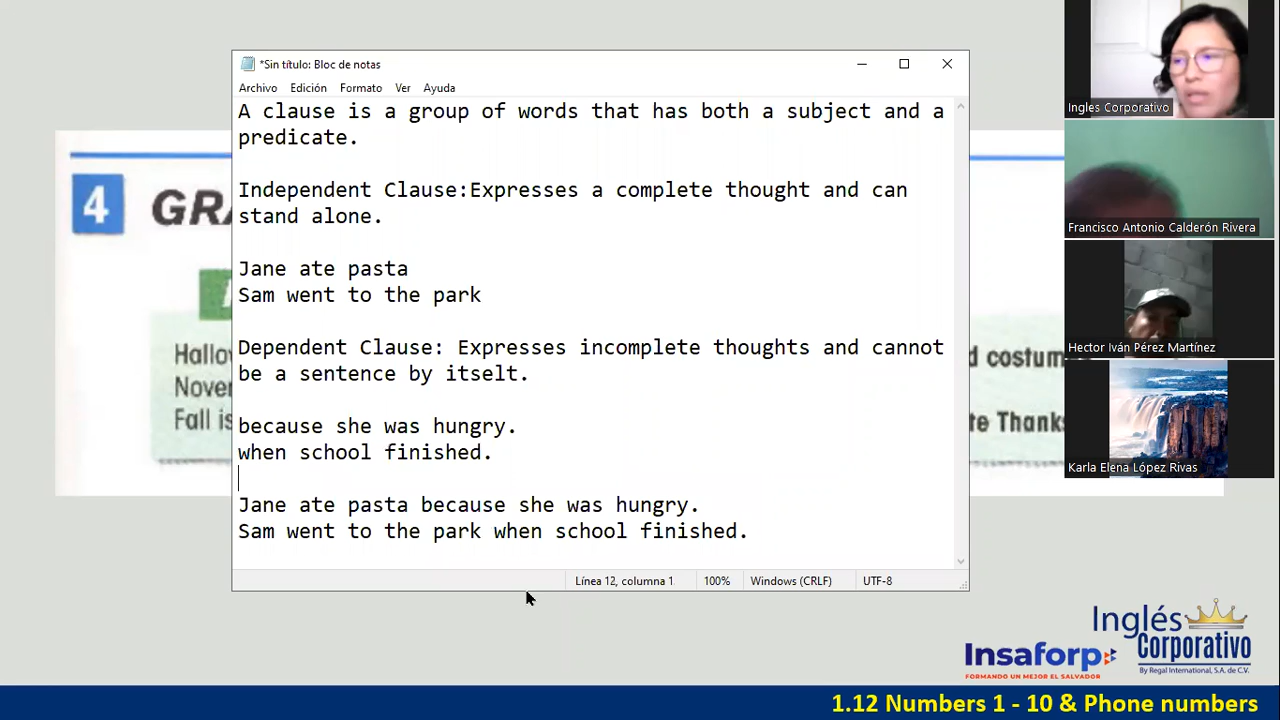 *Sin título: Bloc de notas
Archivo Edición Formato Ver Ayuda
A clause is a group of words that has both a subject and a
predicate.
Independent Clause:Expresses a complete thought and can
stand alone.
Jane ate pasta
Sam went to the park
Dependent Clause: Expresses incomplete thoughts and cannot
be a sentence by itselt.
because she was hungry.
when school finished.
Jane ate pasta because she was hungry.
Sam went to the park when school finished.
Línea 12, columna 1 100% Windows (CRLF) UTF-8
4 GRA
Hallo
Nove
Fall is
d costum
te Thanks
Ingles Corporativo
Francisco Antonio Calderón Rivera
Hector Iván Pérez Martínez
Karla Elena López Rivas
Insaforp
FORMANDO UN MEJOR EL SALVADOR
Inglés
Corporativo
By Regal International, S.A. de C.V.
1.12 Numbers 1 - 10 & Phone numbers